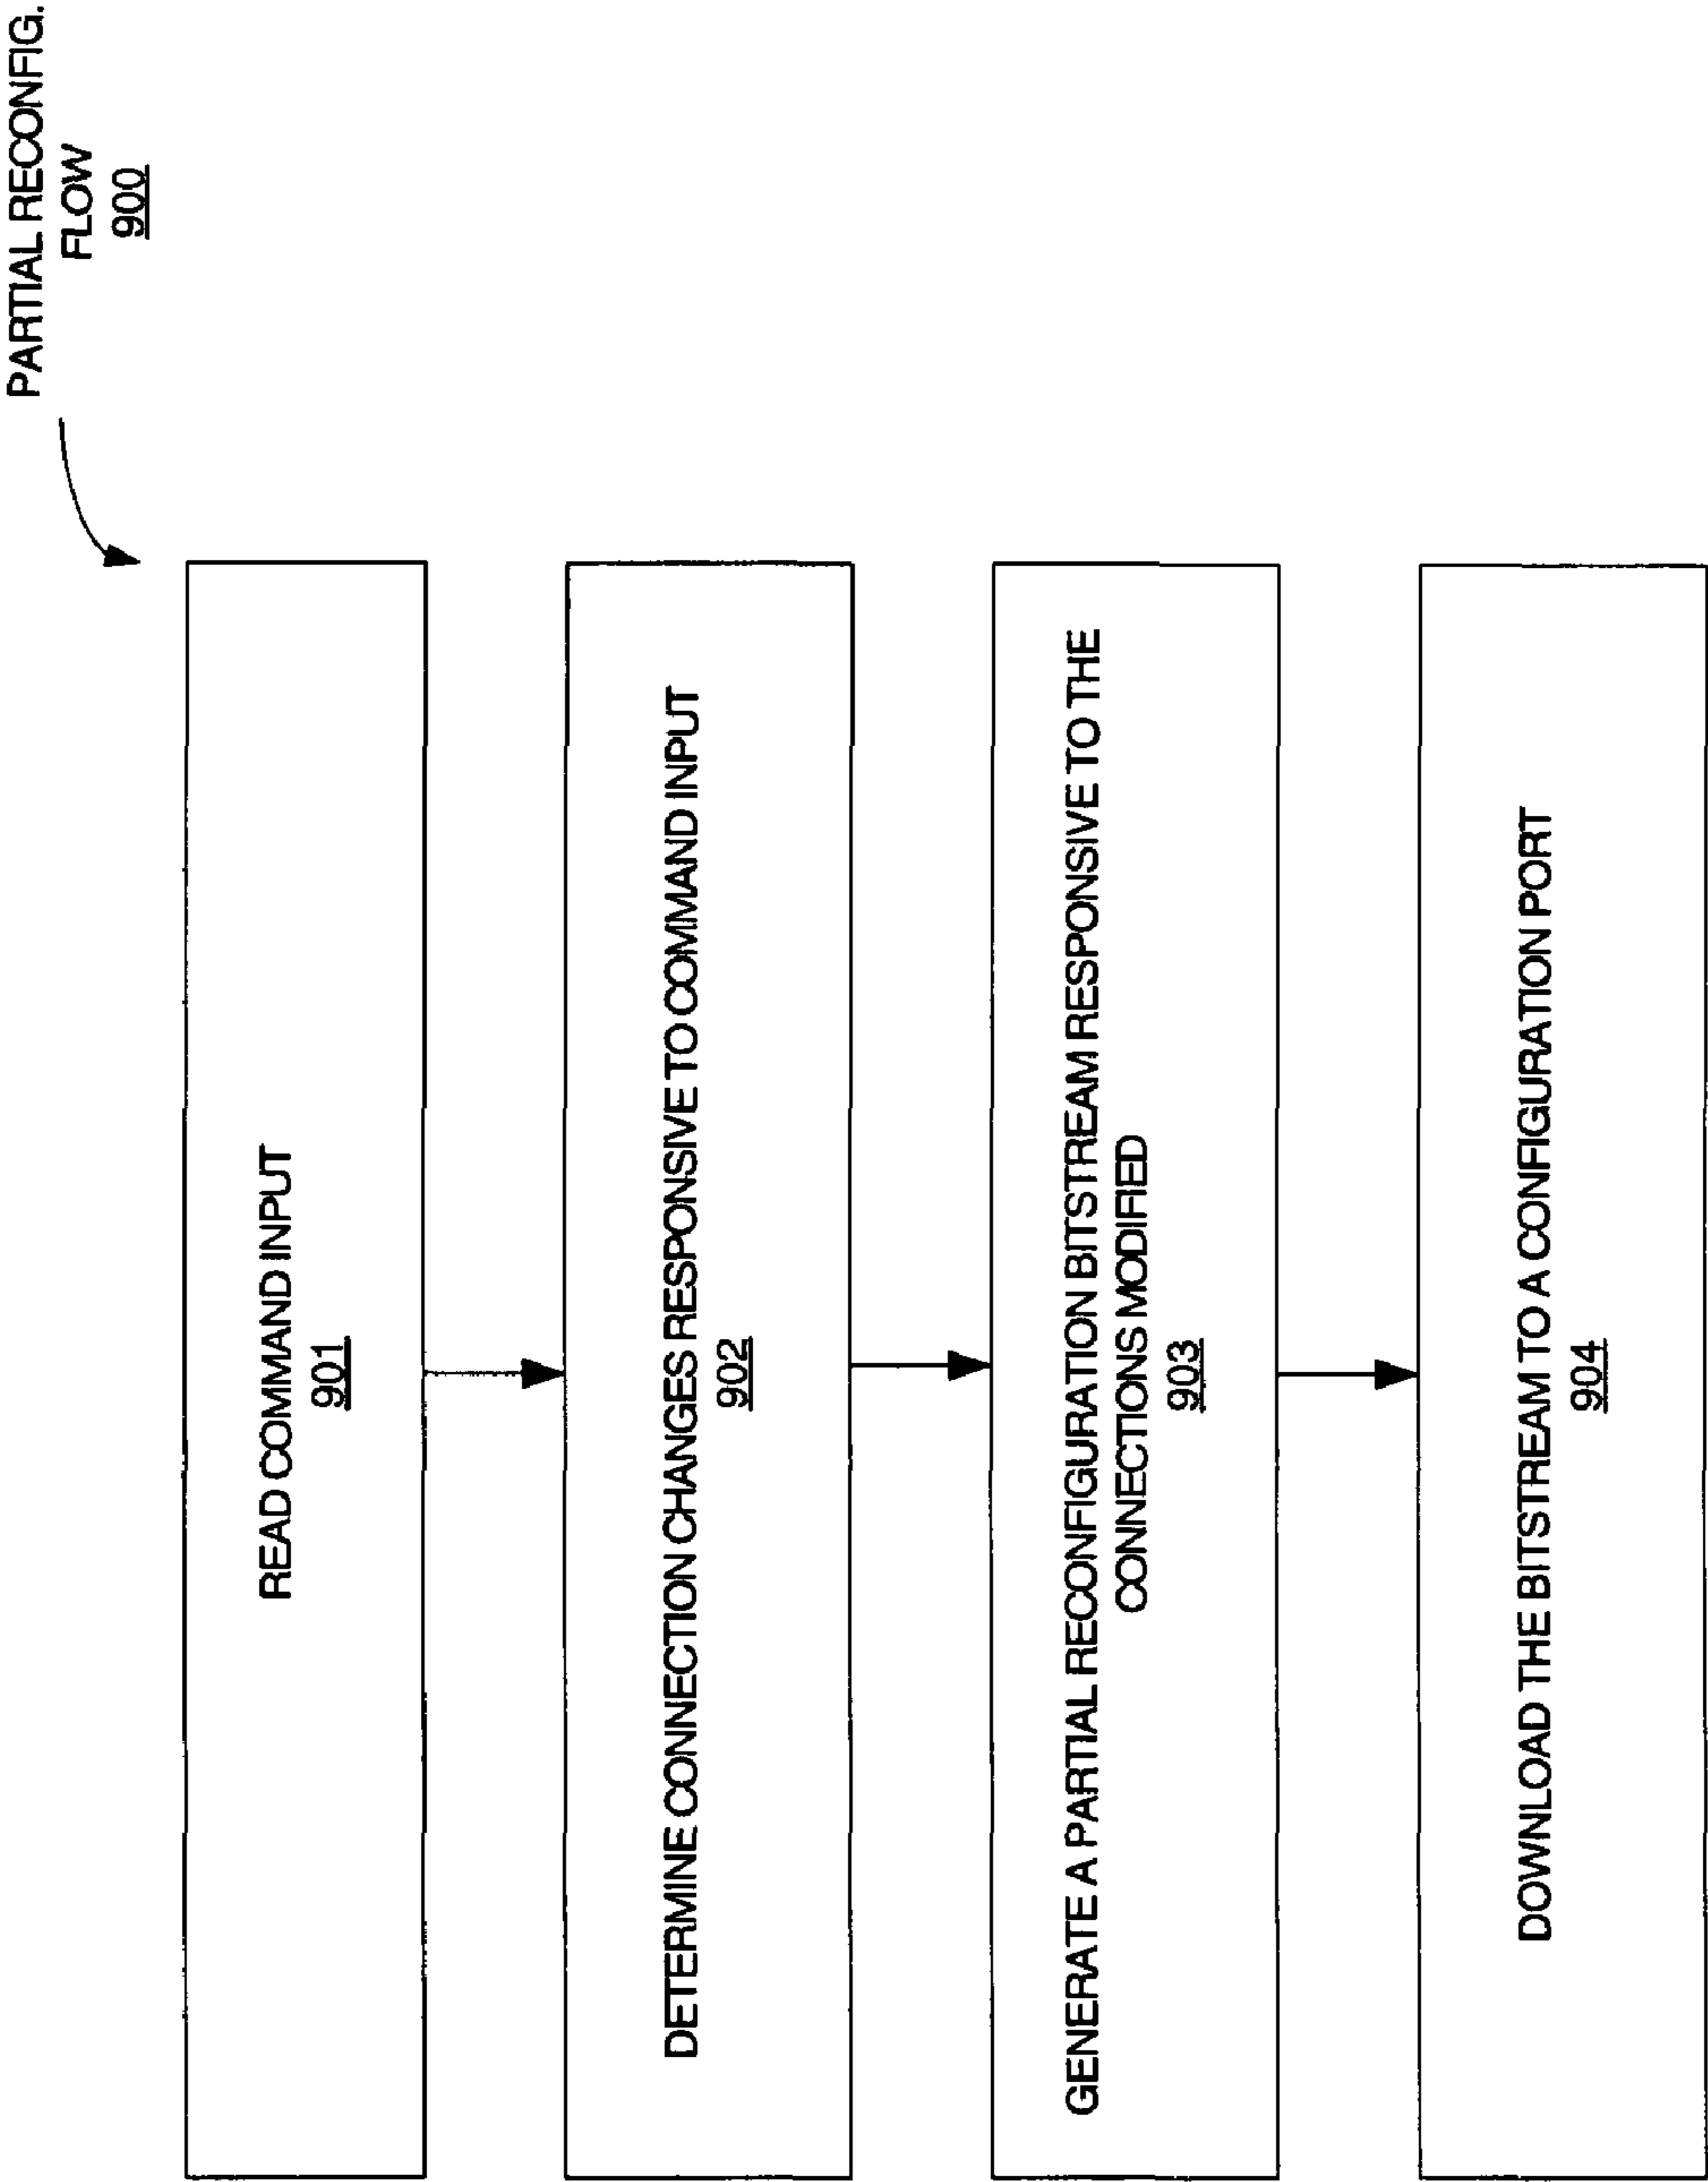 PARTIAL RECONFIG.
FLOW
900
READ COMMAND INPUT
901
DETERMINE CONNECTION CHANGES RESPONSIVE TO COMMAND INPUT
902
GENERATE A PARTIAL RECONFIGURATION BITSTREAM RESPONSIVE TO THE
CONNECTIONS MODIFIED
903
DOWNLOAD THE BITSTREAM TO A CONFIGURATION PORT
904